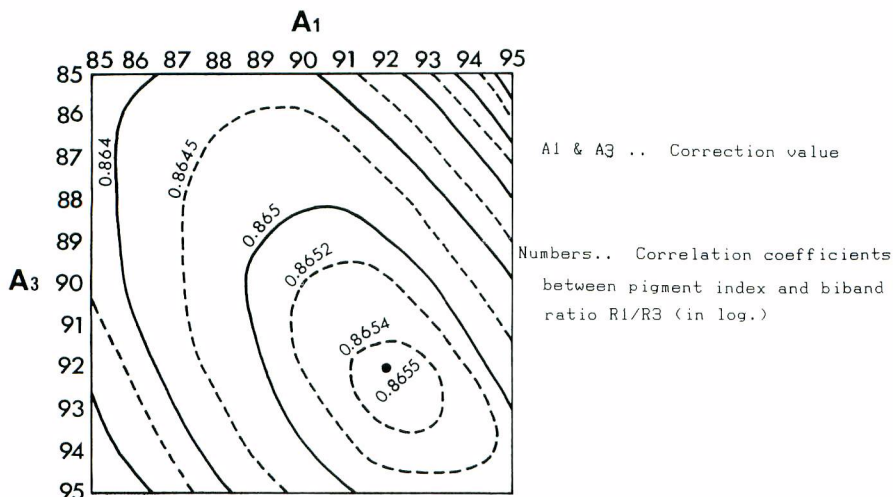 A1
85 86 87 88 89 90 91 92 93 94 95
85
86
87
88
89
A3 90
91
92
93
94
95
0.864
0.8645
0.865
0.8652
0.8654
0.8655
A1 & A3 .. Correction value
Numbers.. Correlation coefficients
between pigment index and biband
ratio R1/R3 (in log.)